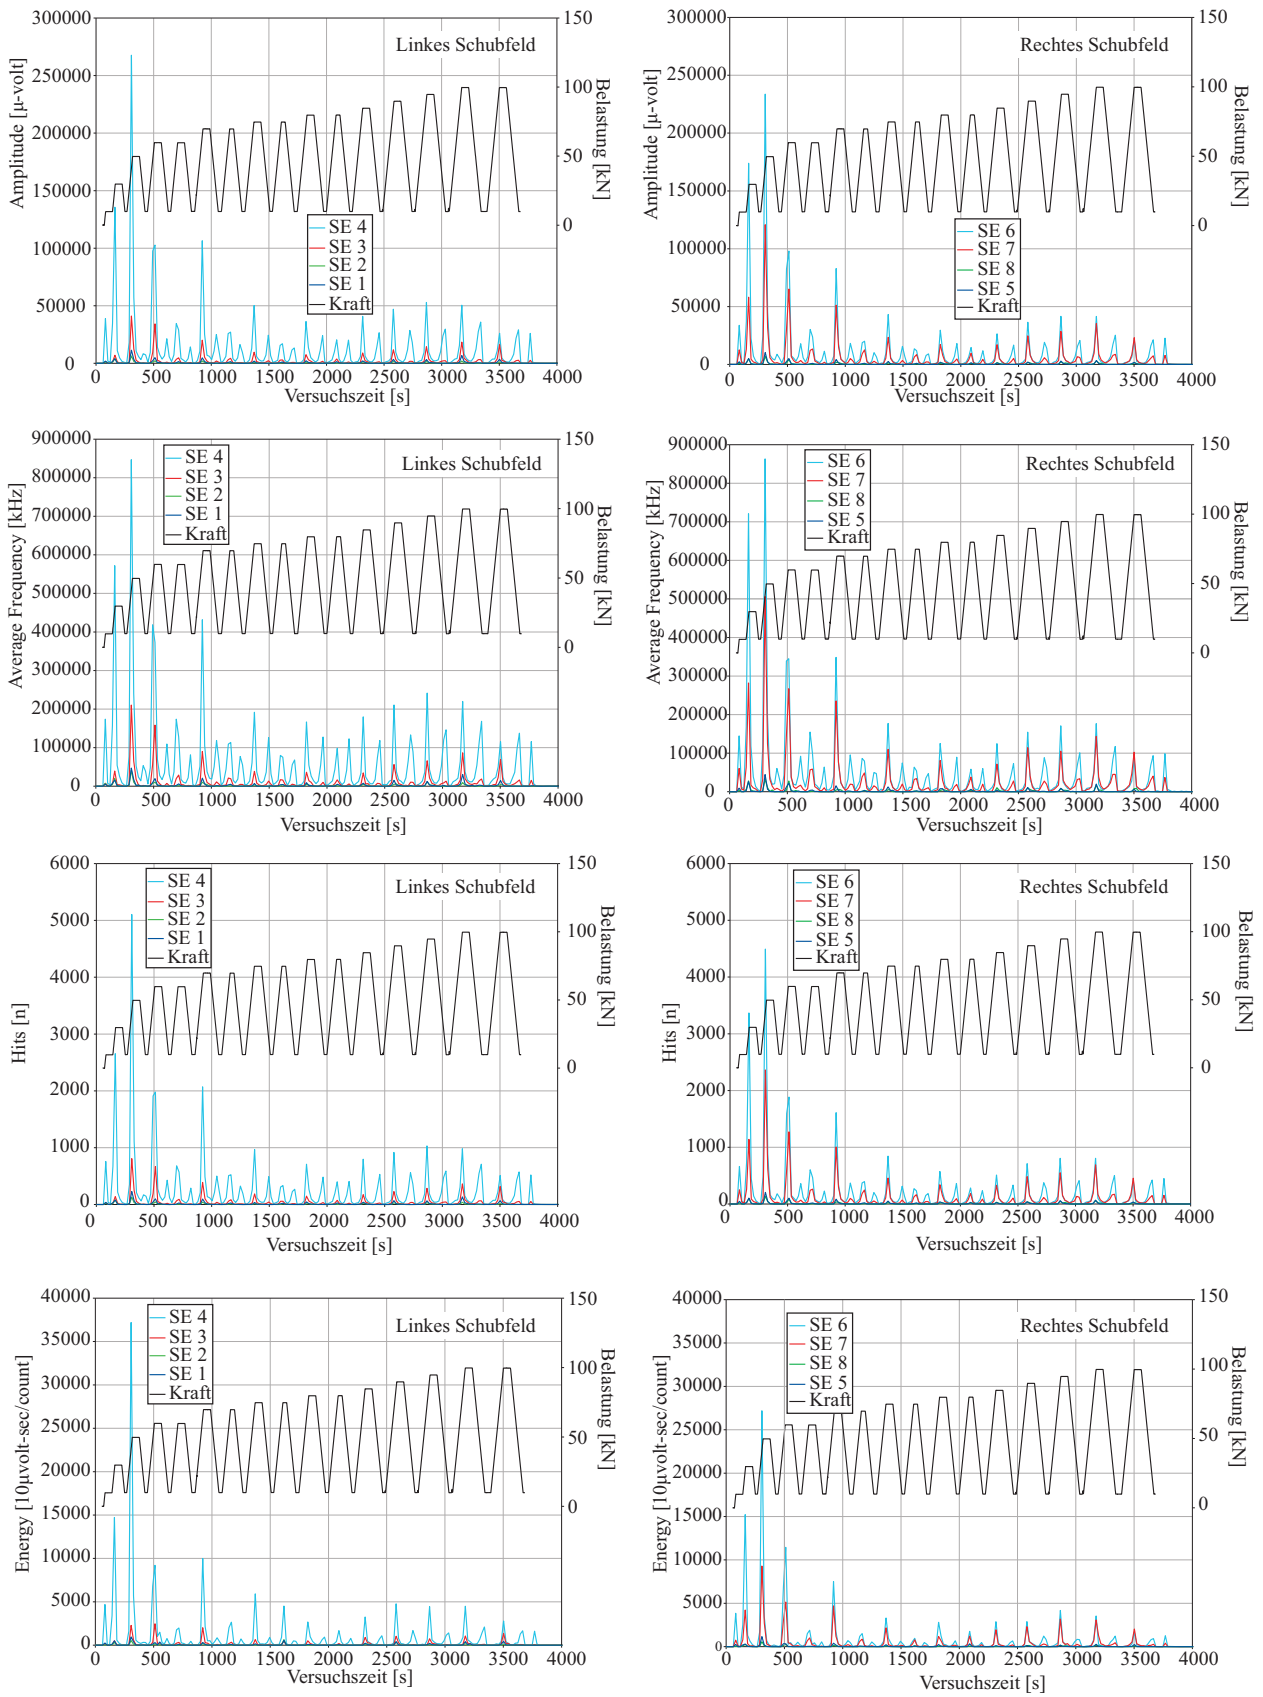 300000
250000
200000
150000
100000
50000
0
Amplitude [µ-volt]
150
100
50
0
Belastung [kN]
Linkes Schubfeld
SE 4
SE 3
SE 2
SE 1
Kraft
0 500 1000 1500 2000 2500 3000 3500 4000
Versuchszeit [s]
300000
250000
200000
150000
100000
50000
0
Amplitude [µ-volt]
150
100
50
0
Belastung [kN]
Rechtes Schubfeld
SE 6
SE 7
SE 8
SE 5
Kraft
0 500 1000 1500 2000 2500 3000 3500 4000
Versuchszeit [s]
900000
800000
700000
600000
500000
400000
300000
200000
100000
0
Average Frequency [kHz]
150
100
50
0
Belastung [kN]
Linkes Schubfeld
SE 4
SE 3
SE 2
SE 1
Kraft
0 500 1000 1500 2000 2500 3000 3500 4000
Versuchszeit [s]
900000
800000
700000
600000
500000
400000
300000
200000
100000
0
Average Frequency [kHz]
150
100
50
0
Belastung [kN]
Rechtes Schubfeld
SE 6
SE 7
SE 8
SE 5
Kraft
0 500 1000 1500 2000 2500 3000 3500 4000
Versuchszeit [s]
6000
5000
4000
3000
2000
1000
0
Hits [n]
150
100
50
0
Belastung [kN]
Linkes Schubfeld
SE 4
SE 3
SE 2
SE 1
Kraft
0 500 1000 1500 2000 2500 3000 3500 4000
Versuchszeit [s]
6000
5000
4000
3000
2000
1000
0
Hits [n]
150
100
50
0
Belastung [kN]
Rechtes Schubfeld
SE 6
SE 7
SE 8
SE 5
Kraft
0 500 1000 1500 2000 2500 3000 3500 4000
Versuchszeit [s]
40000
35000
30000
25000
20000
15000
10000
5000
0
Energy [10µvolt-sec/count]
150
100
50
0
Belastung [kN]
Linkes Schubfeld
SE 4
SE 3
SE 2
SE 1
Kraft
0 500 1000 1500 2000 2500 3000 3500 4000
Versuchszeit [s]
40000
35000
30000
25000
20000
15000
10000
5000
0
Energy [10µvolt-sec/count]
150
100
50
0
Belastung [kN]
Rechtes Schubfeld
SE 6
SE 7
SE 8
SE 5
Kraft
0 500 1000 1500 2000 2500 3000 3500 4000
Versuchszeit [s]